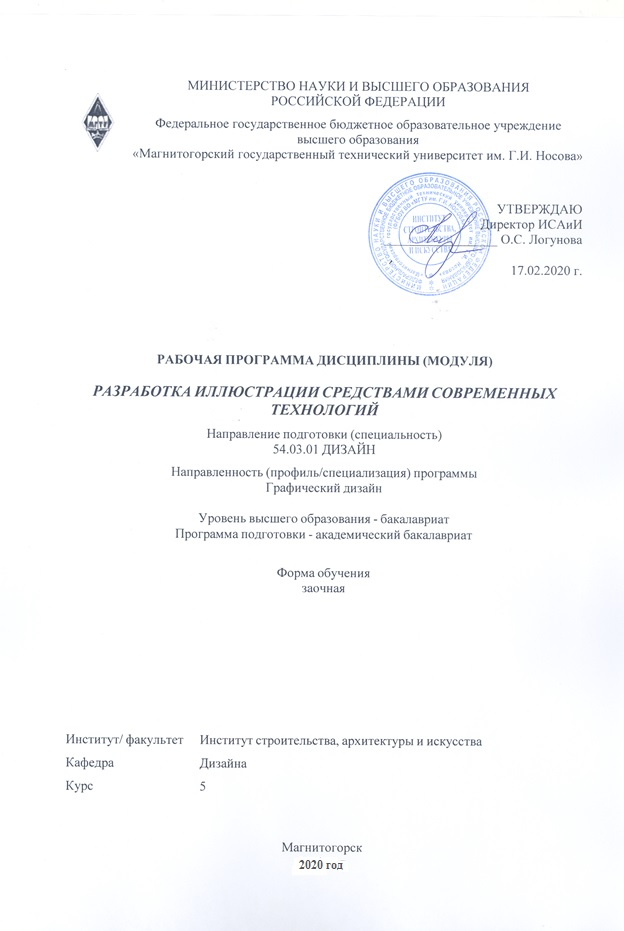 МИНИСТЕРСТВО НАУКИ И ВЫСШЕГО ОБРАЗОВАНИЯ
РОССИЙСКОЙ ФЕДЕРАЦИИ
Федеральное государственное бюджетное образовательное учреждение
высшего образования
«Магнитогорский государственный технический университет им. Г.И. Носова»
УТВЕРЖДАЮ
Директор ИСАиИ
О.С. Логунова
17.02.2020 г.
РАБОЧАЯ ПРОГРАММА ДИСЦИПЛИНЫ (МОДУЛЯ)
РАЗРАБОТКА ИЛЛЮСТРАЦИИ СРЕДСТВАМИ СОВРЕМЕННЫХ
ТЕХНОЛОГИЙ
Направление подготовки (специальность)
54.03.01 ДИЗАЙН
Направленность (профиль/специализация) программы
Графический дизайн
Уровень высшего образования - бакалавриат
Программа подготовки - академический бакалавриат
Форма обучения
заочная
Институт/ факультет Институт строительства, архитектуры и искусства
Кафедра Дизайна
Курс 5
Магнитогорск
2020 год